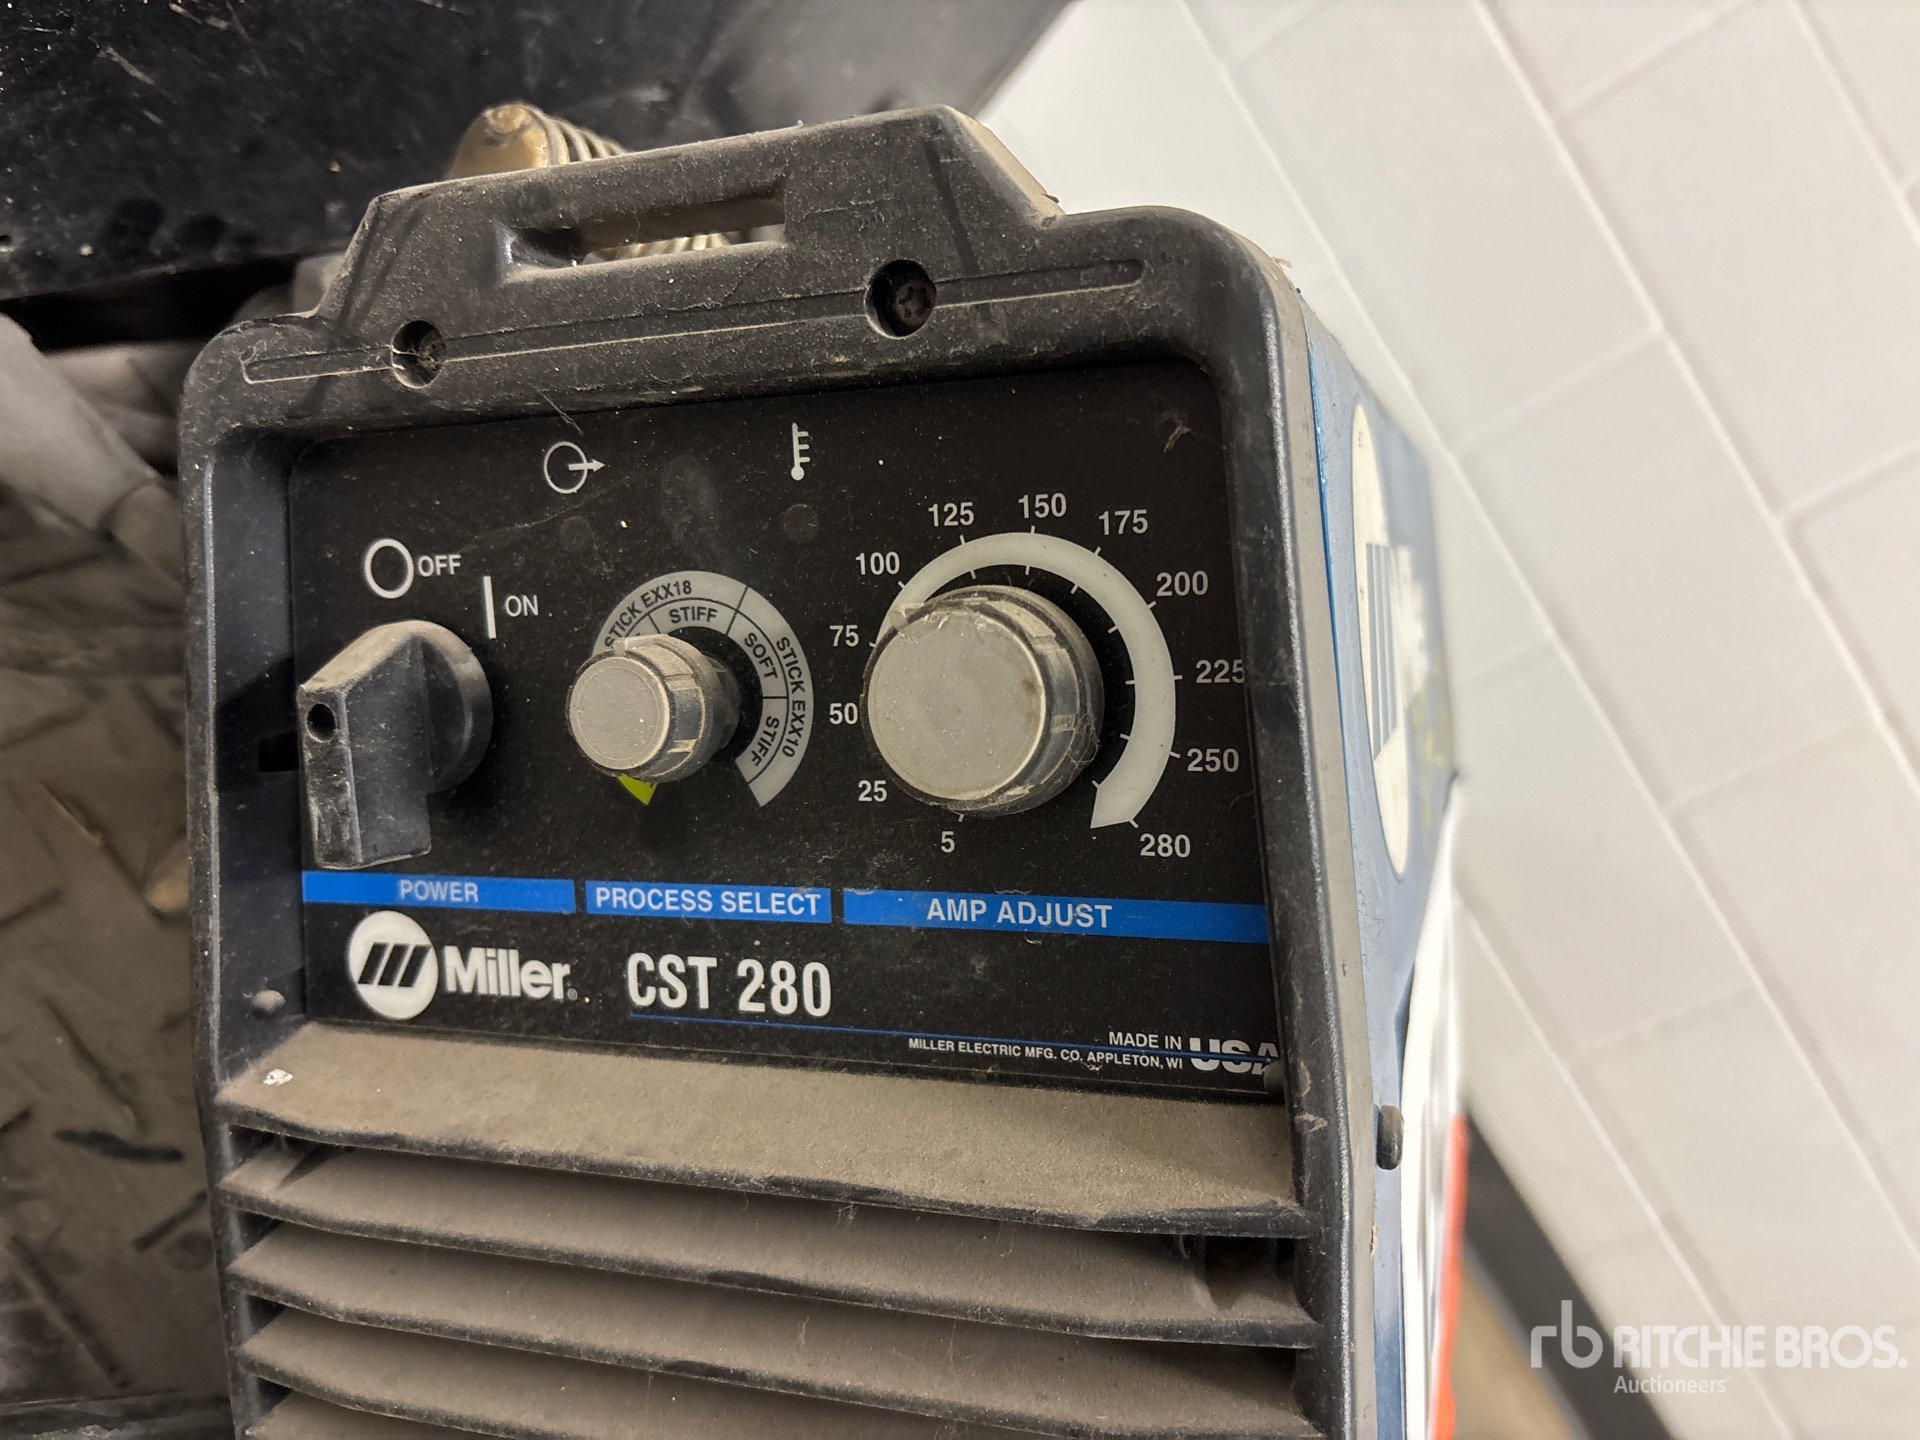 OFF
ON
STICK EXX18
STIFF
SOFT
STICK EXX10
STIFF
5
25
50
75
100
125
150
175
200
225
250
280
POWER
PROCESS SELECT
AMP ADJUST
Miller®
CST 280
MADE IN USA
MILLER ELECTRIC MFG. CO. APPLETON, WI
rb RITCHIE BROS.
Auctioneers